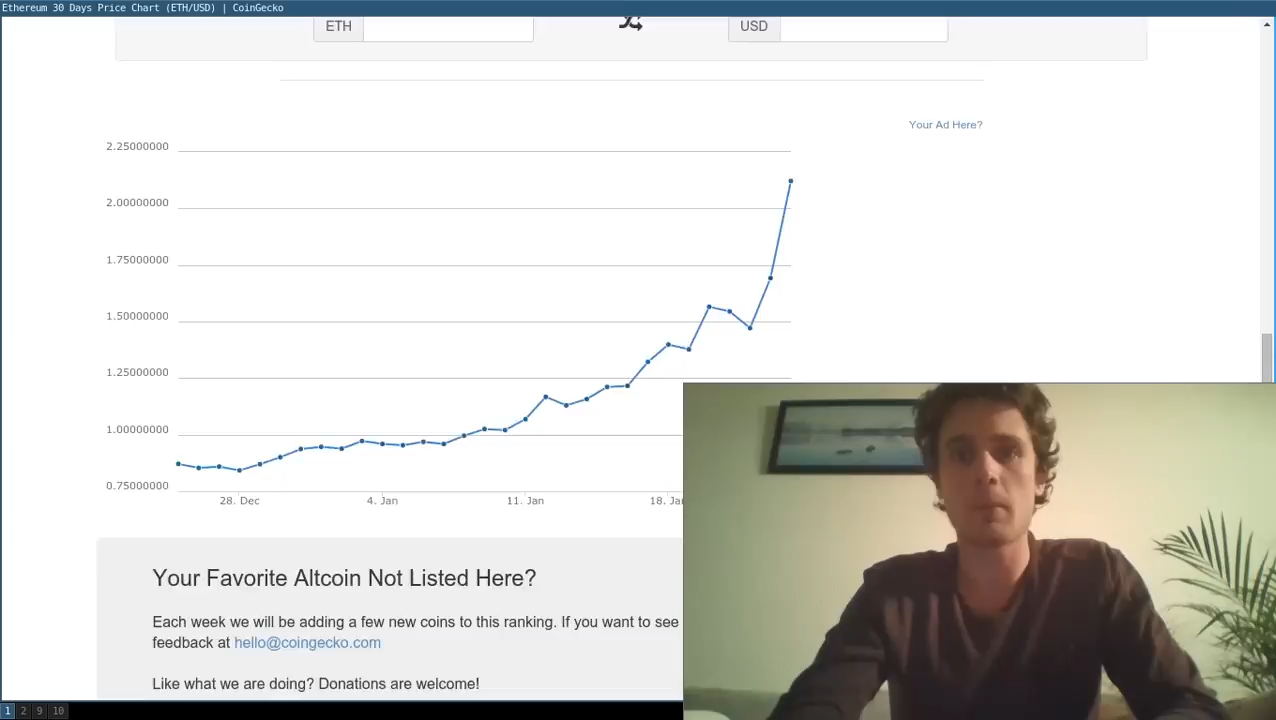 Ethereum 30 Days Price Chart (ETH/USD) | CoinGecko
ETH
USD
Your Ad Here?
2.25000000
2.00000000
1.75000000
1.50000000
1.25000000
1.00000000
0.75000000
28. Dec
4. Jan
11. Jan
18. Ja
Your Favorite Altcoin Not Listed Here?
Each week we will be adding a few new coins to this ranking. If you want to see
feedback at hello@coingecko.com
Like what we are doing? Donations are welcome!
1 2 9 10